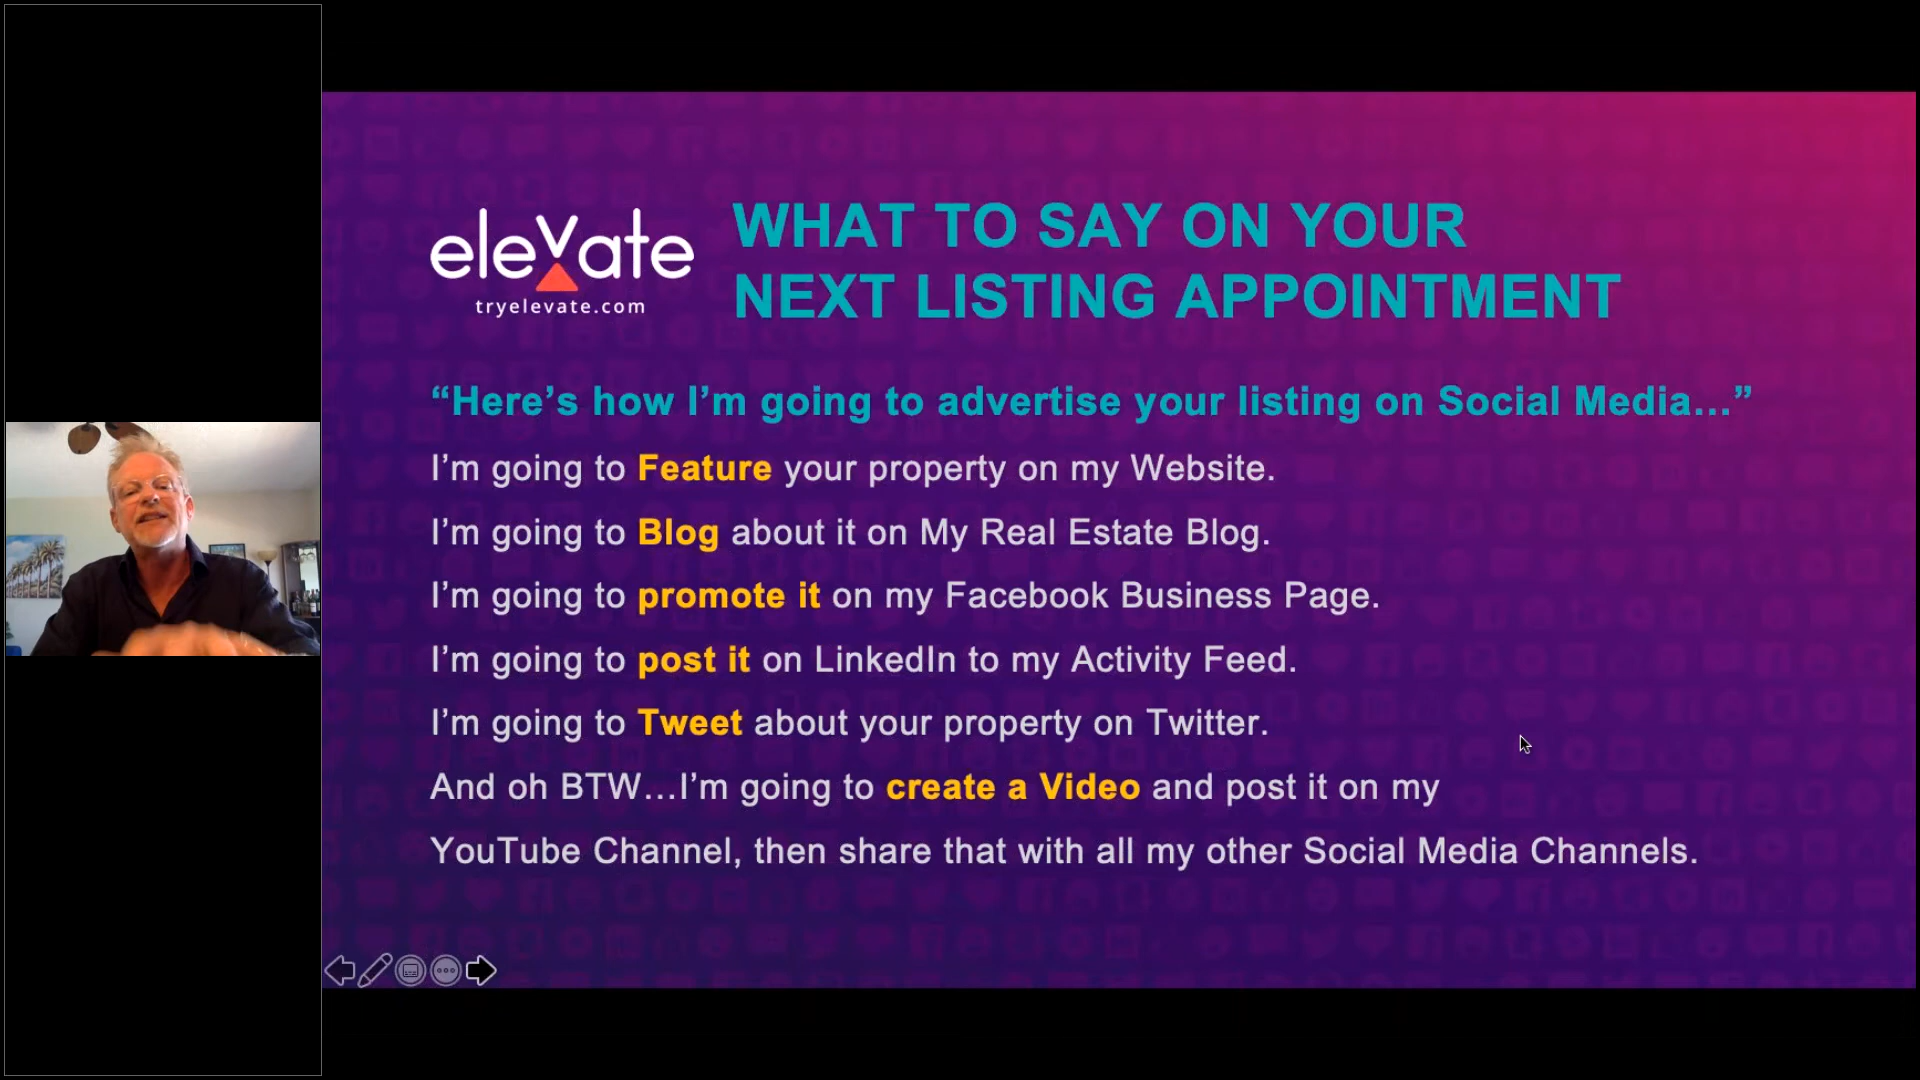 elevate
tryelevate.com
WHAT TO SAY ON YOUR
NEXT LISTING APPOINTMENT
“Here’s how I’m going to advertise your listing on Social Media...”
I’m going to Feature your property on my Website.
I’m going to Blog about it on My Real Estate Blog.
I’m going to promote it on my Facebook Business Page.
I’m going to post it on LinkedIn to my Activity Feed.
I’m going to Tweet about your property on Twitter.
And oh BTW...I’m going to create a Video and post it on my
YouTube Channel, then share that with all my other Social Media Channels.